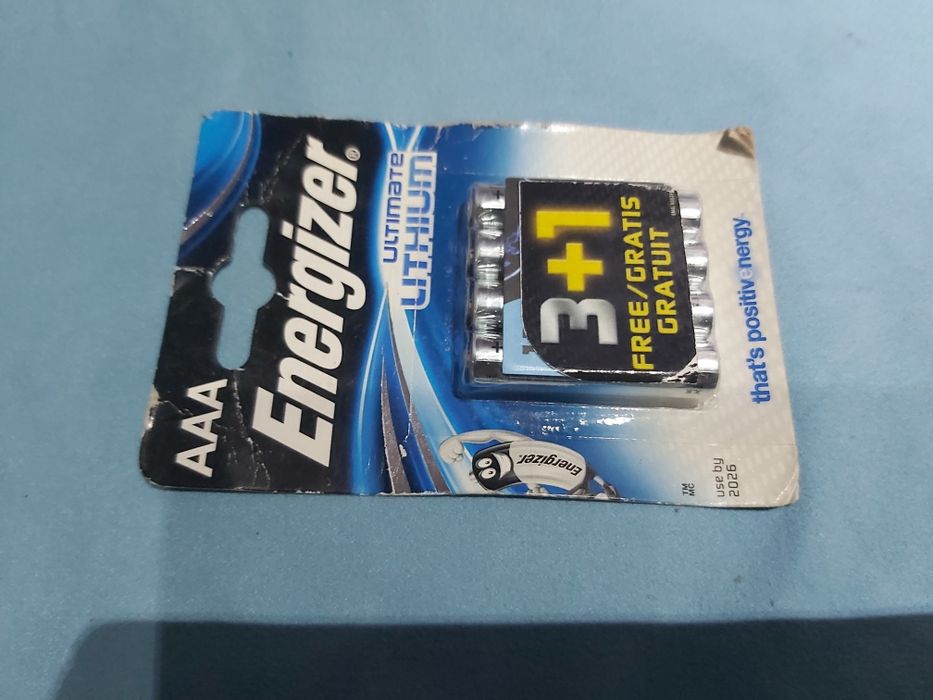 AAA
Energizer®
ULTIMATE
LITHIUM
3+1
FREE/GRATIS
GRATUIT
that's positivenergy
Energizer
TM
MC
use by
2026